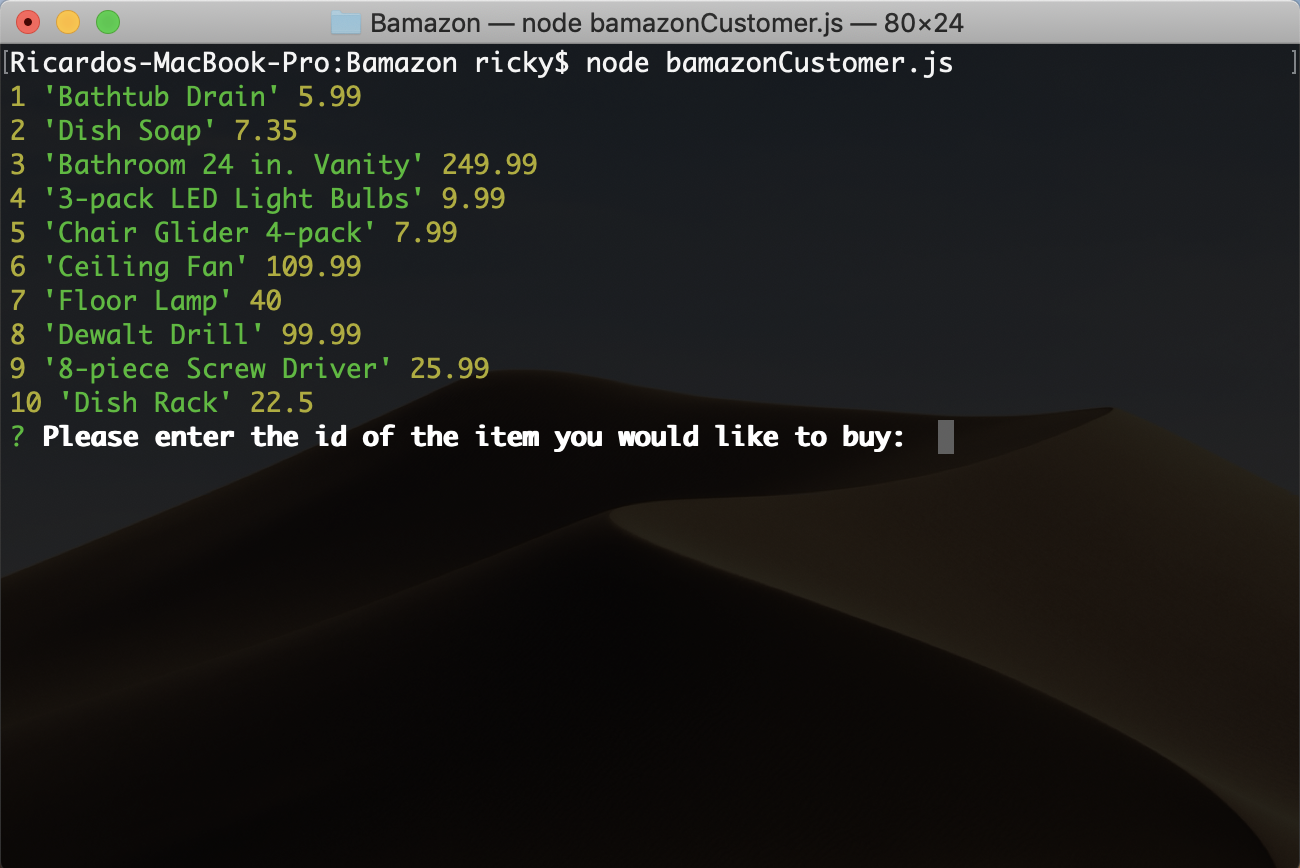 Bamazon — node bamazonCustomer.js — 80×24
[Ricardos-MacBook-Pro:Bamazon ricky$ node bamazonCustomer.js ]
1 'Bathtub Drain' 5.99
2 'Dish Soap' 7.35
3 'Bathroom 24 in. Vanity' 249.99
4 '3-pack LED Light Bulbs' 9.99
5 'Chair Glider 4-pack' 7.99
6 'Ceiling Fan' 109.99
7 'Floor Lamp' 40
8 'Dewalt Drill' 99.99
9 '8-piece Screw Driver' 25.99
10 'Dish Rack' 22.5
? Please enter the id of the item you would like to buy: